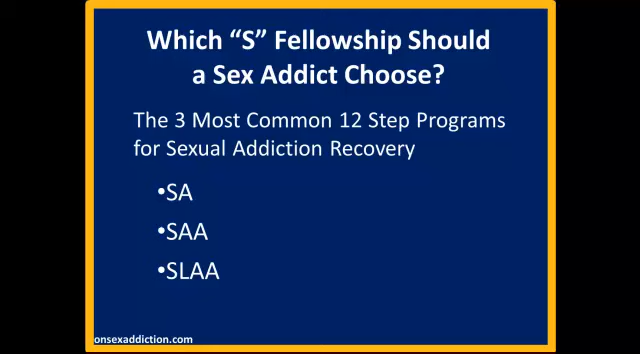 Which “S” Fellowship Should
a Sex Addict Choose?
The 3 Most Common 12 Step Programs
for Sexual Addiction Recovery
•SA
•SAA
•SLAA
onsexaddiction.com